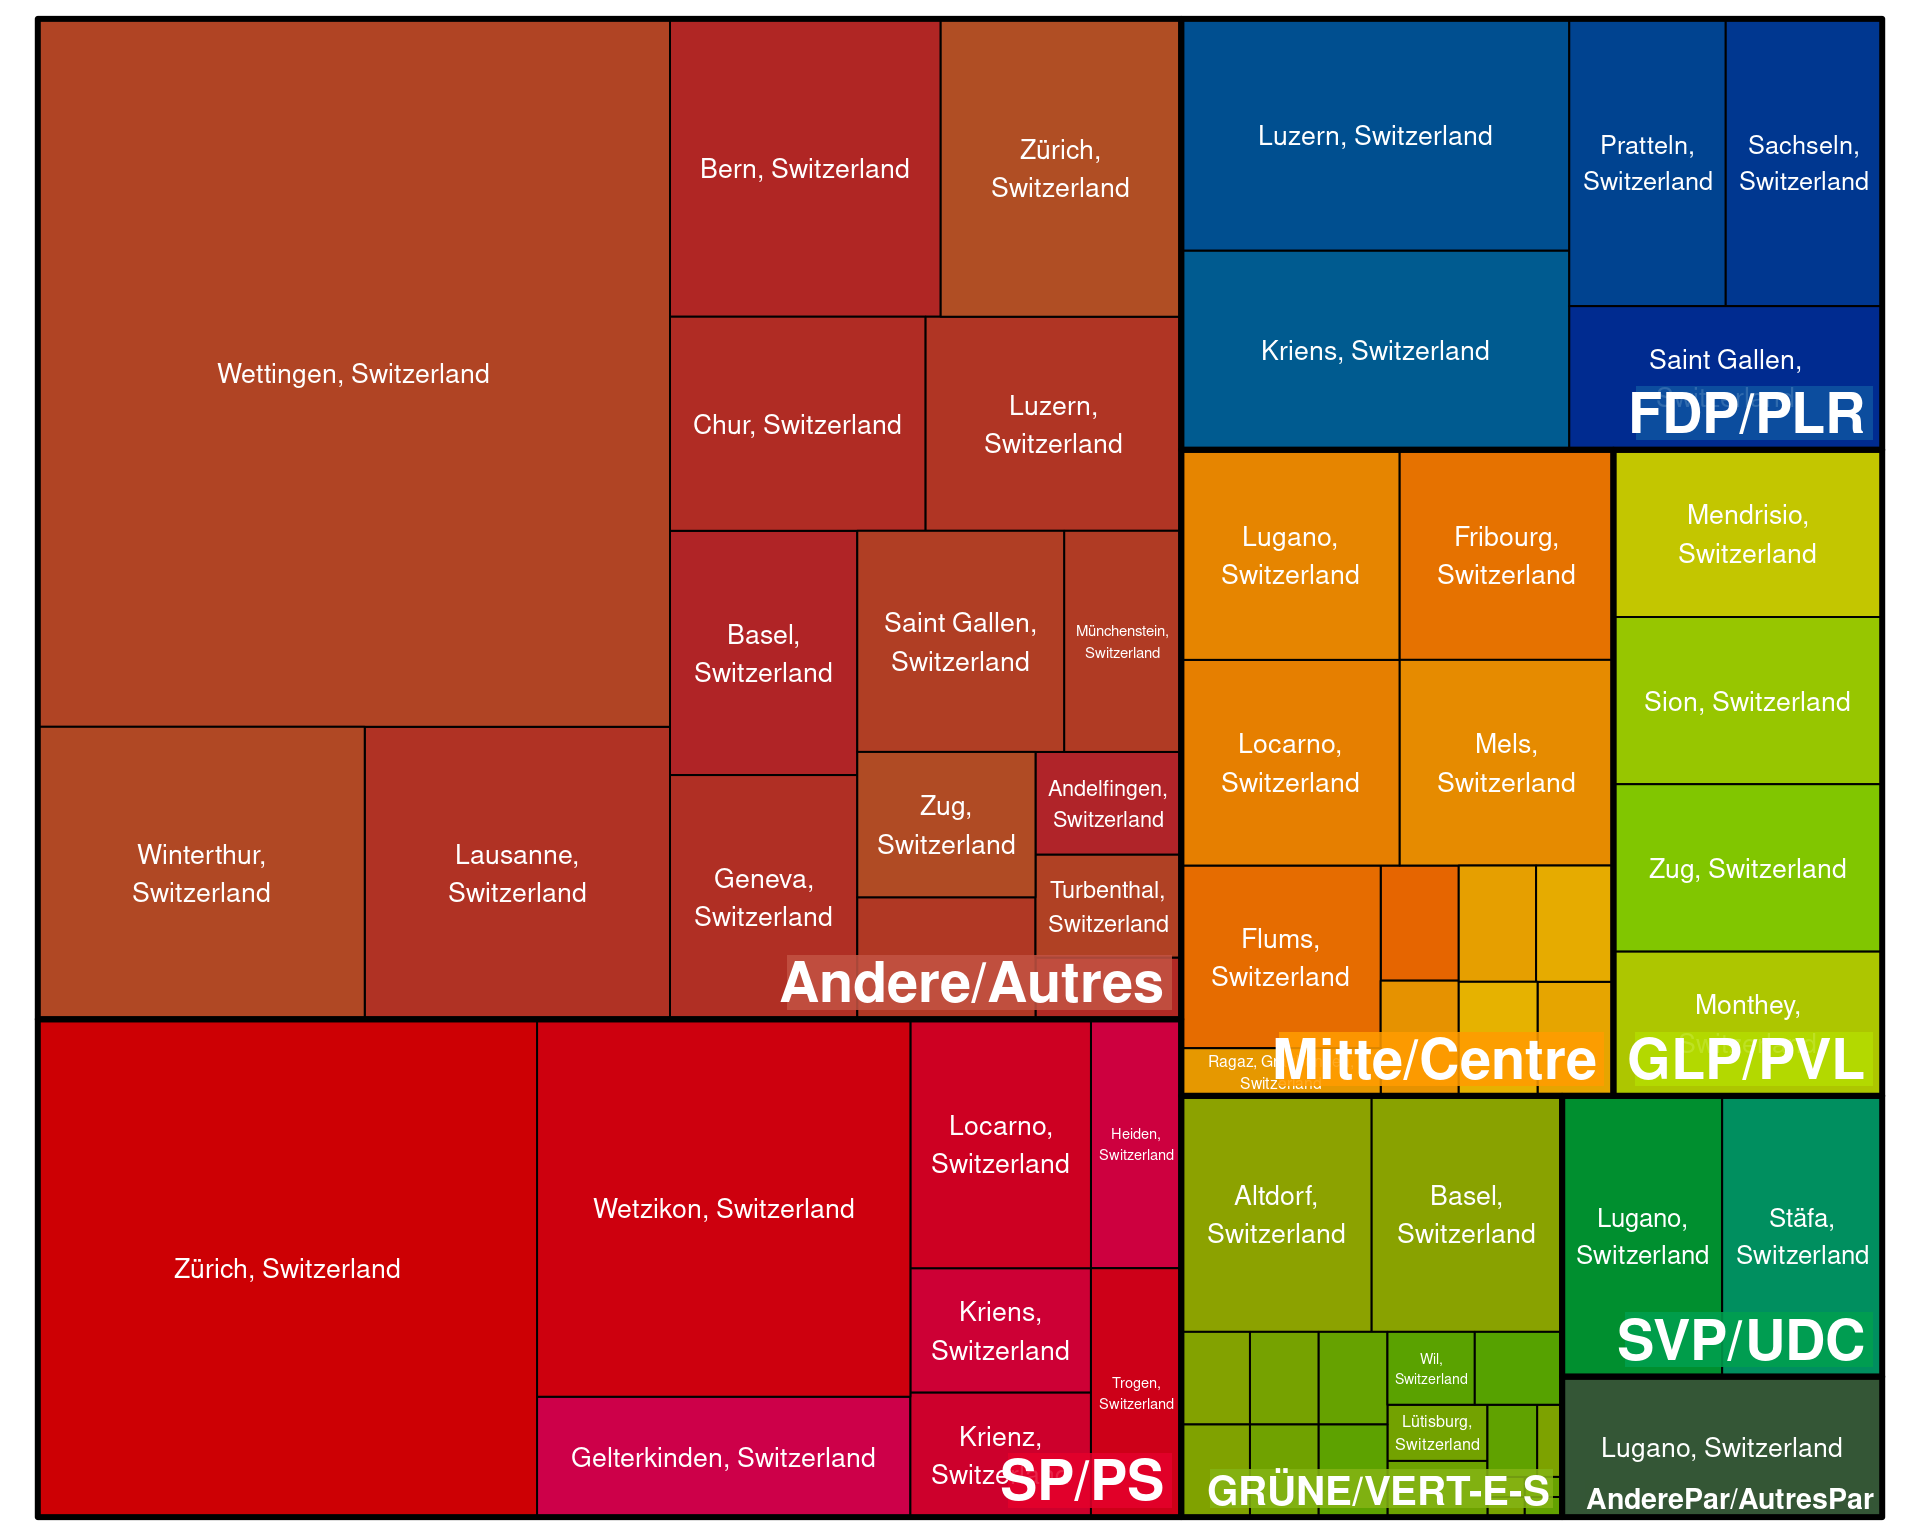 Wettingen, Switzerland
Bern, Switzerland
Zürich,
Switzerland
Chur, Switzerland
Luzern,
Switzerland
Basel,
Switzerland
Saint Gallen,
Switzerland
Münchenstein,
Switzerland
Winterthur,
Switzerland
Lausanne,
Switzerland
Geneva,
Switzerland
Zug,
Switzerland
Andelfingen,
Switzerland
Turbenthal,
Switzerland
Andere/Autres
Luzern, Switzerland
Pratteln,
Switzerland
Sachseln,
Switzerland
Kriens, Switzerland
Saint Gallen,
Switzerland
FDP/PLR
Lugano,
Switzerland
Fribourg,
Switzerland
Locarno,
Switzerland
Mels,
Switzerland
Flums,
Switzerland
Ragaz,
Switzerland
Mitte/Centre
Mendrisio,
Switzerland
Sion, Switzerland
Zug, Switzerland
Monthey,
Switzerland
GLP/PVL
Zürich, Switzerland
Wetzikon, Switzerland
Gelterkinden, Switzerland
Locarno,
Switzerland
Heiden,
Switzerland
Kriens,
Switzerland
Krienz,
Switzerland
Trogen,
Switzerland
SP/PS
Altdorf,
Switzerland
Basel,
Switzerland
Wil,
Switzerland
Lütisburg,
Switzerland
GRÜNE/VERT-E-S
Lugano,
Switzerland
Stäfa,
Switzerland
SVP/UDC
Lugano, Switzerland
AnderePar/AutresPar